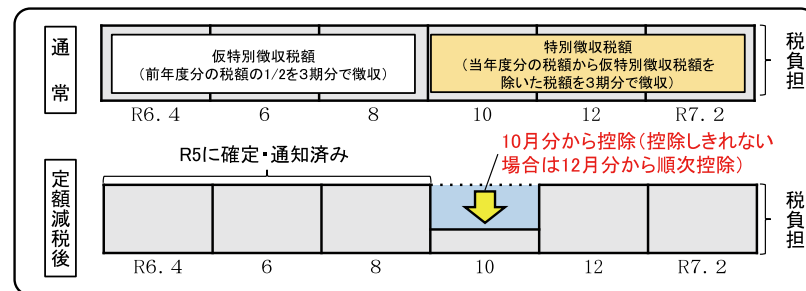 通常
仮特別徴収税額
(前年度分の税額の1/2を3期分で徴収)
特別徴収税額
(当年度分の税額から仮特別徴収税額を
除いた税額を3期分で徴収)
税負担
R6.4 6 8 10 12 R7.2
R5に確定・通知済み
10月分から控除(控除しきれない
場合は12月分から順次控除)
定額減税後
税負担
R6.4 6 8 10 12 R7.2